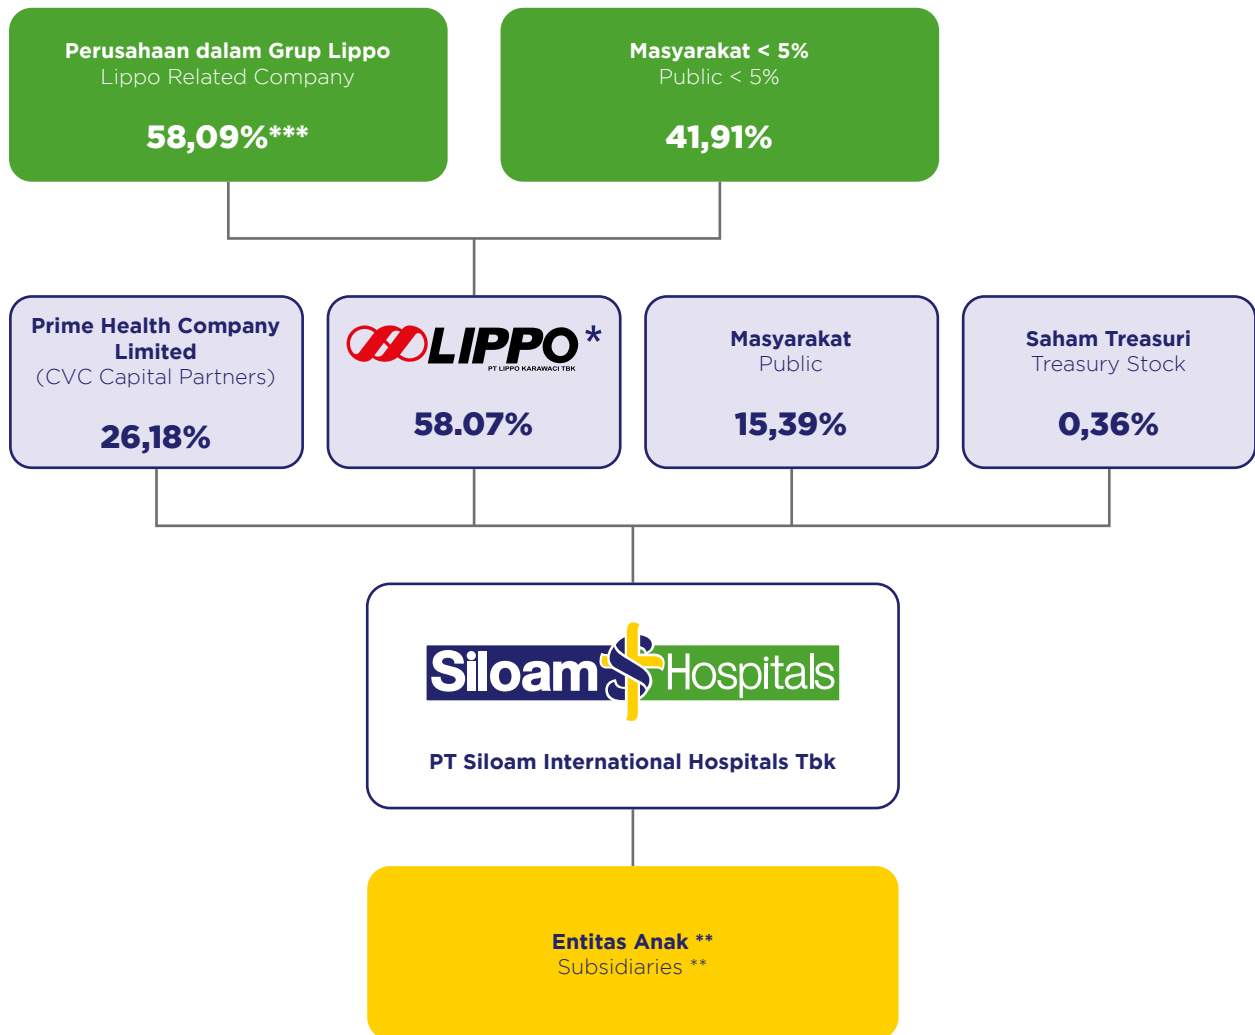 Perusahaan dalam Grup Lippo
Lippo Related Company
58,09%***
Masyarakat < 5%
Public < 5%
41,91%
Prime Health Company
Limited
(CVC Capital Partners)
26,18%
LIPPO*
PT LIPPO KARAWACI TBK
58.07%
Masyarakat
Public
15,39%
Saham Treasuri
Treasury Stock
0,36%
Siloam Hospitals
PT Siloam International Hospitals Tbk
Entitas Anak **
Subsidiaries **